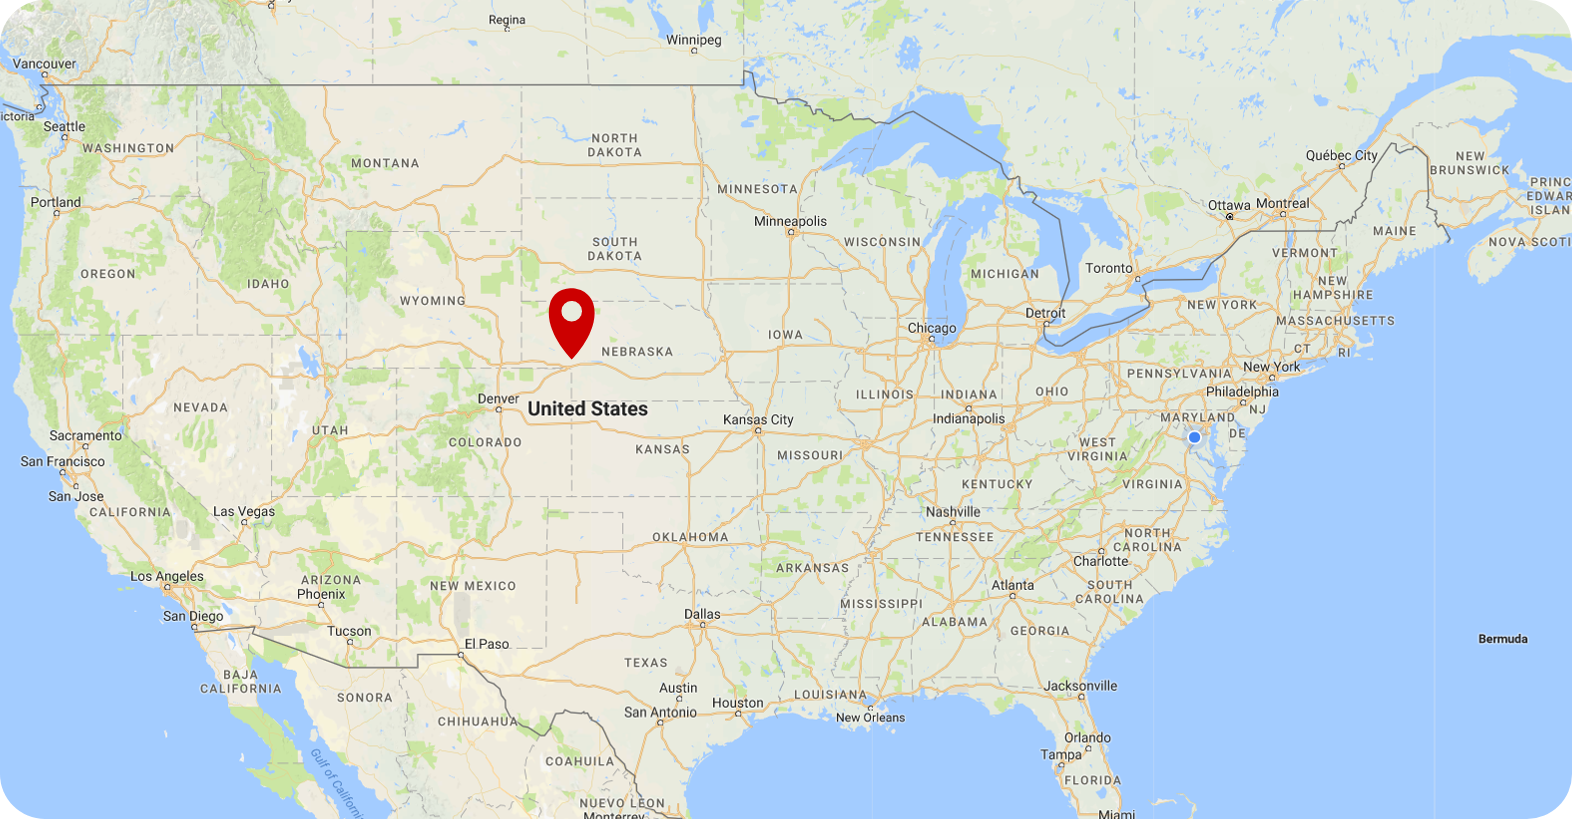 Regina
Winnipeg
Vancouver
ictoria
Seattle
WASHINGTON
MONTANA
NORTH
DAKOTA
MINNESOTA
Québec City
NEW
BRUNSWICK
PRINC
EDWAR
ISLAN
Portland
Ottawa
Montreal
Minneapolis
WISCONSIN
SOUTH
DAKOTA
MAINE
NOVA SCOTI
OREGON
IDAHO
WYOMING
MICHIGAN
Toronto
VERMONT
NEW
HAMPSHIRE
NEW YORK
MASSACHUSETTS
Detroit
Chicago
IOWA
NEBRASKA
CT
RI
NEVADA
UTAH
Denver
United States
COLORADO
ILLINOIS
INDIANA
OHIO
PENNSYLVANIA
New York
Philadelphia
NJ
Indianapolis
MARYLAND
DE
Kansas City
KANSAS
MISSOURI
WEST
VIRGINIA
Sacramento
San Francisco
San Jose
CALIFORNIA
Las Vegas
KENTUCKY
VIRGINIA
Nashville
TENNESSEE
NORTH
CAROLINA
Charlotte
OKLAHOMA
ARKANSAS
Los Angeles
ARIZONA
Phoenix
NEW MEXICO
Atlanta
SOUTH
CAROLINA
MISSISSIPPI
San Diego
Tucson
El Paso
Dallas
ALABAMA
GEORGIA
Bermuda
TEXAS
BAJA
CALIFORNIA
SONORA
Austin
San Antonio
Houston
LOUISIANA
New Orleans
Jacksonville
CHIHUAHUA
Orlando
Tampa
COAHUILA
FLORIDA
Gulf of California
NUEVO LEON
Monterrey
Miami